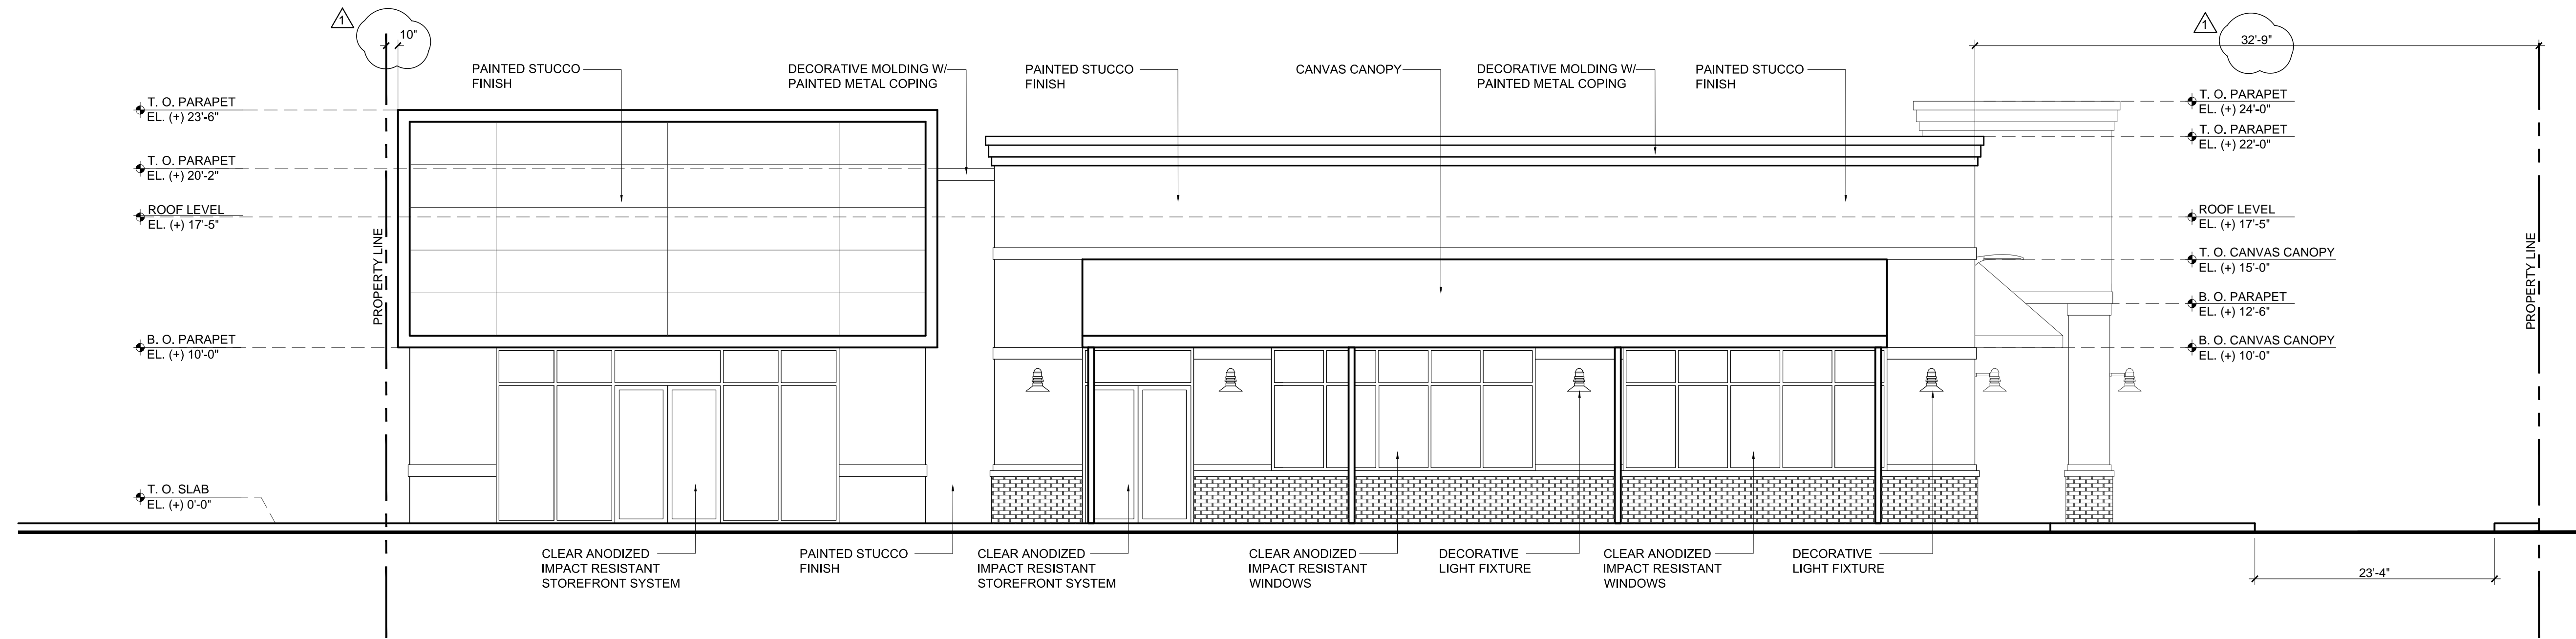 1
10"
1
32'-9"
PAINTED STUCCO
FINISH
DECORATIVE MOLDING W/
PAINTED METAL COPING
PAINTED STUCCO
FINISH
CANVAS CANOPY
DECORATIVE MOLDING W/
PAINTED METAL COPING
PAINTED STUCCO
FINISH
T. O. PARAPET
EL. (+) 23'-6"
T. O. PARAPET
EL. (+) 20'-2"
ROOF LEVEL
EL. (+) 17'-5"
PROPERTY LINE
B. O. PARAPET
EL. (+) 10'-0"
T. O. SLAB
EL. (+) 0'-0"
T. O. PARAPET
EL. (+) 24'-0"
T. O. PARAPET
EL. (+) 22'-0"
ROOF LEVEL
EL. (+) 17'-5"
T. O. CANVAS CANOPY
EL. (+) 15'-0"
B. O. PARAPET
EL. (+) 12'-6"
B. O. CANVAS CANOPY
EL. (+) 10'-0"
PROPERTY LINE
CLEAR ANODIZED
IMPACT RESISTANT
STOREFRONT SYSTEM
PAINTED STUCCO
FINISH
CLEAR ANODIZED
IMPACT RESISTANT
STOREFRONT SYSTEM
CLEAR ANODIZED
IMPACT RESISTANT
WINDOWS
DECORATIVE
LIGHT FIXTURE
CLEAR ANODIZED
IMPACT RESISTANT
WINDOWS
DECORATIVE
LIGHT FIXTURE
23'-4"